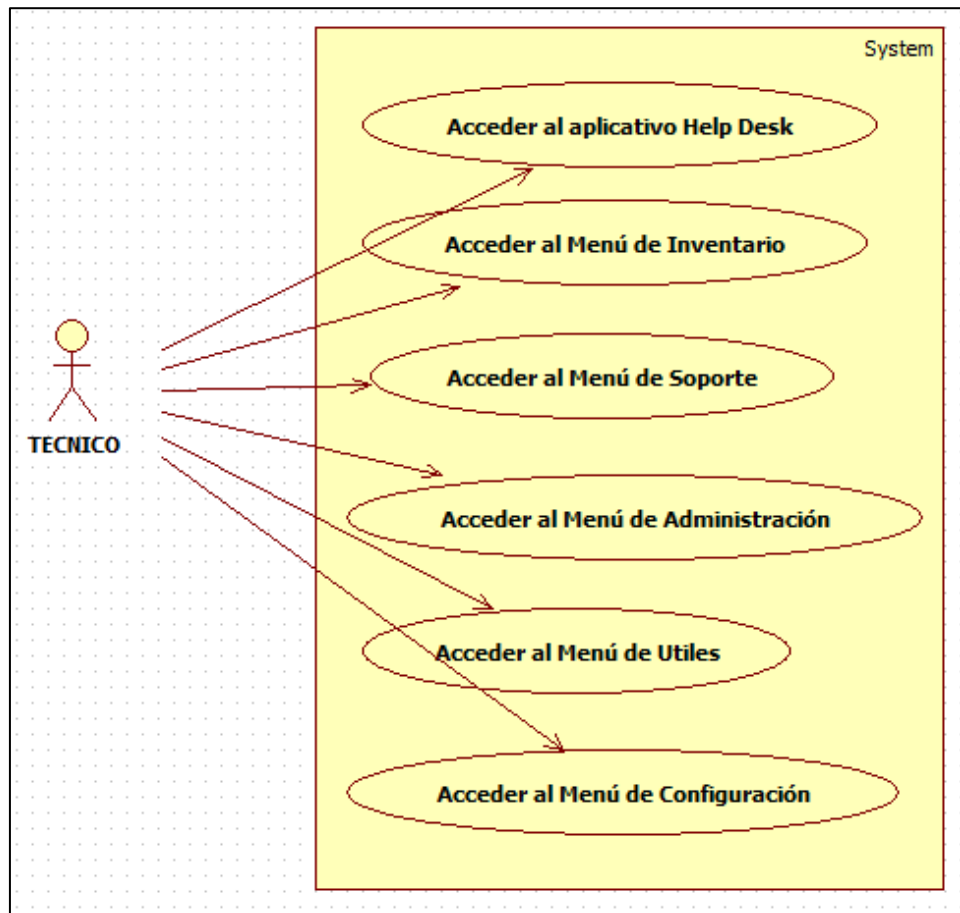 System
Acceder al aplicativo Help Desk
Acceder al Menú de Inventario
Acceder al Menú de Soporte
TECNICO
Acceder al Menú de Administración
Acceder al Menú de Utiles
Acceder al Menú de Configuración